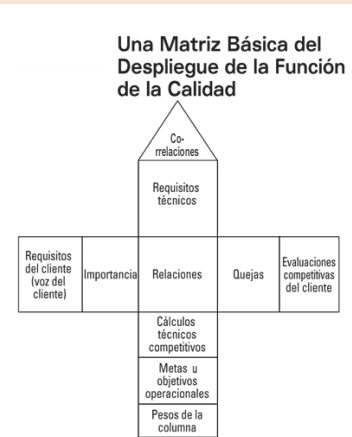 Una Matriz Básica del
Despliegue de la Función
de la Calidad
Co-
rrelaciones
Requisitos
técnicos
Requisitos
del cliente
(voz del
cliente)
Importancia
Relaciones
Quejas
Evaluaciones
competitivas
del cliente
Cálculos
técnicos
competitivos
Metas u
objetivos
operacionales
Pesos de la
columna